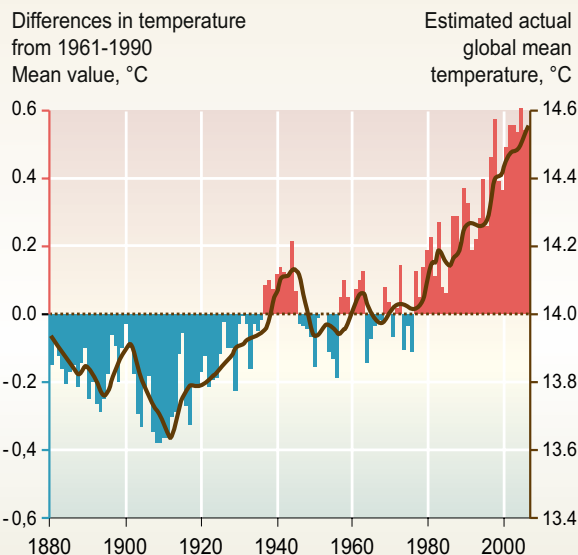 Differences in temperature
from 1961-1990
Mean value, °C
Estimated actual
global mean
temperature, °C
0.6
0.4
0.2
0.0
-0.2
-0.4
-0,6
14.6
14.4
14.2
14.0
13.8
13.6
13.4
1880 1900 1920 1940 1960 1980 2000